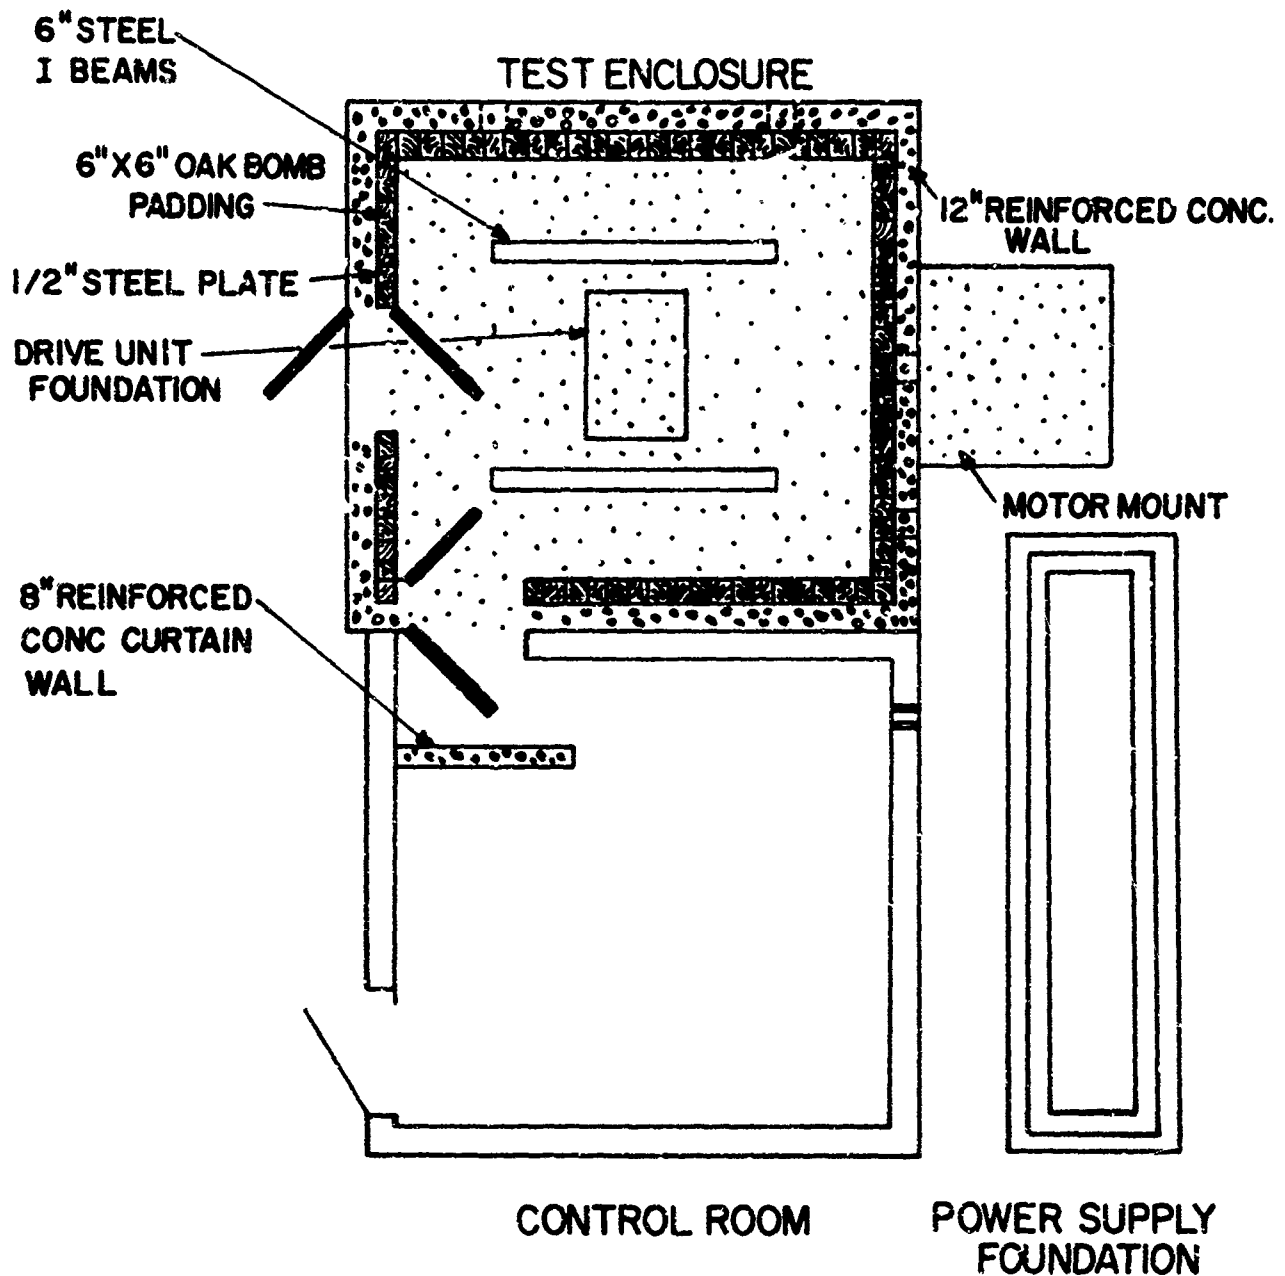 6" STEEL
I BEAMS
TEST ENCLOSURE
6"X6" OAK BOMB
PADDING
12" REINFORCED CONC.
WALL
1/2" STEEL PLATE
DRIVE UNIT
FOUNDATION
MOTOR MOUNT
8" REINFORCED
CONC CURTAIN
WALL
CONTROL ROOM
POWER SUPPLY
FOUNDATION